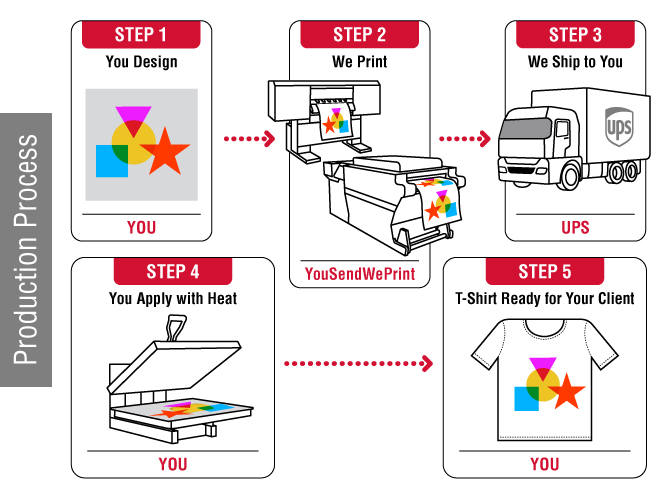 Production Process
STEP 1
You Design
YOU
STEP 2
We Print
YouSendWePrint
STEP 3
We Ship to You
ups
UPS
STEP 4
You Apply with Heat
YOU
STEP 5
T-Shirt Ready for Your Client
YOU